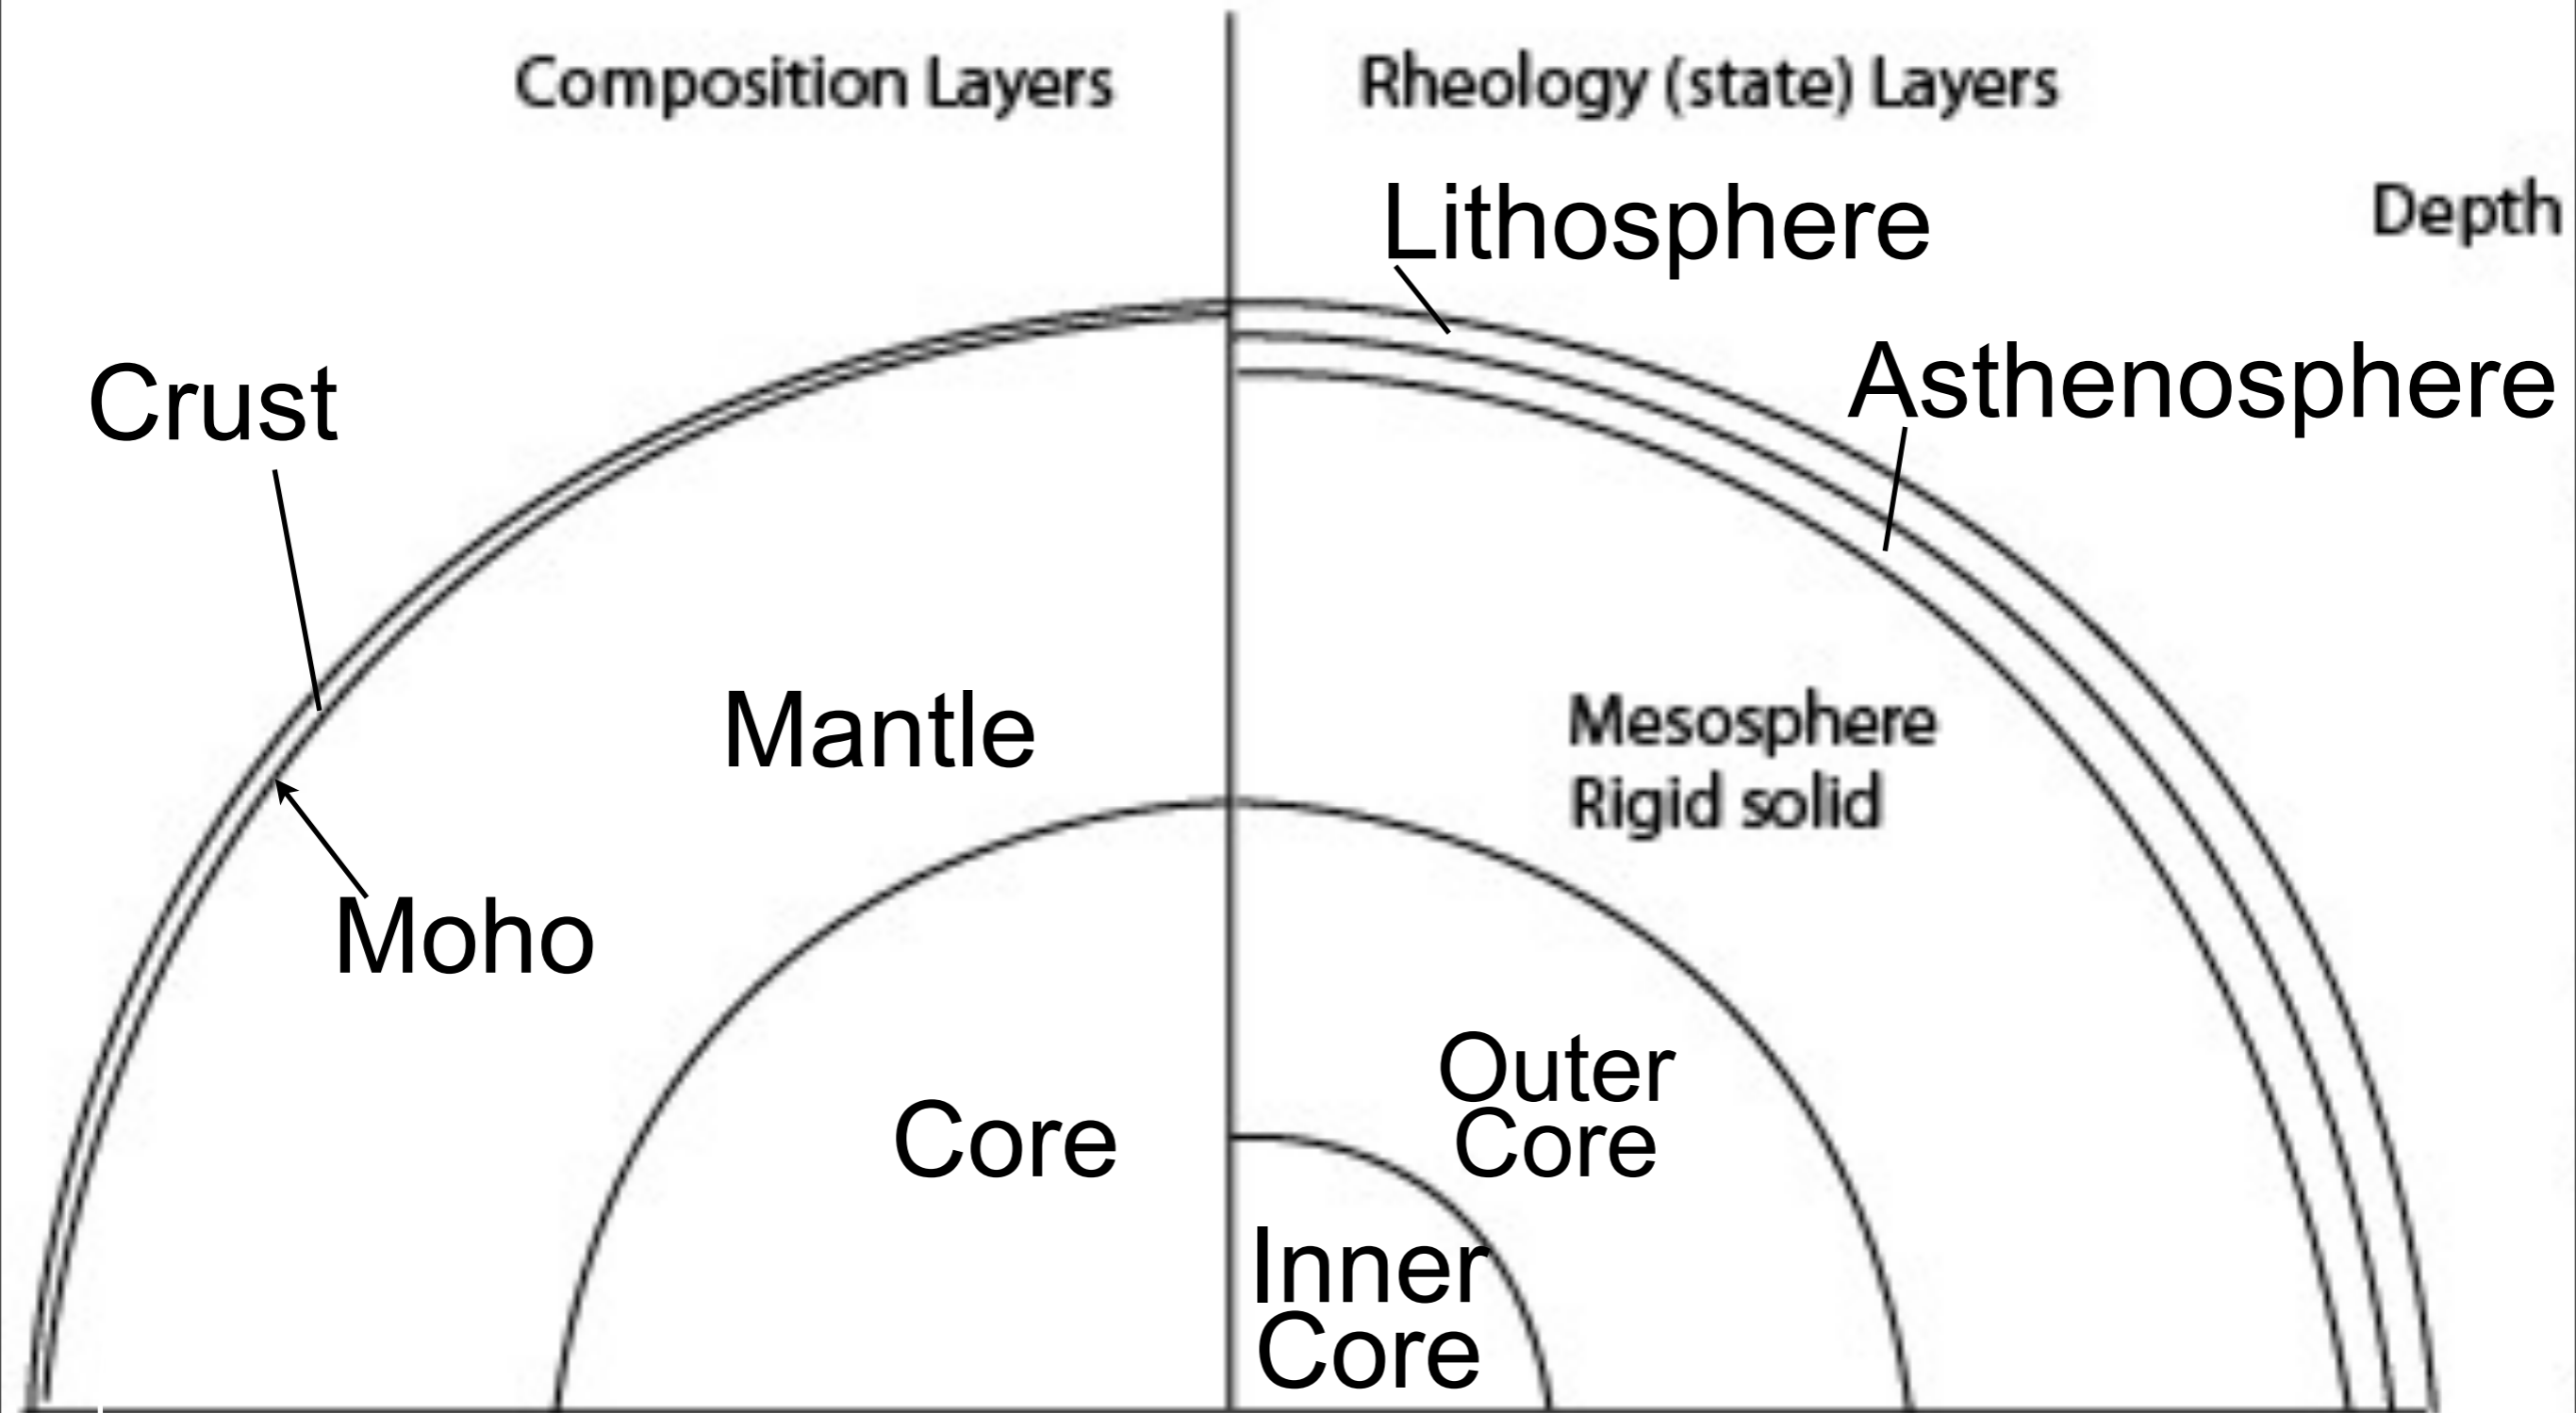 Composition Layers
Rheology (state) Layers
Lithosphere
Depth
Crust
Asthenosphere
Mantle
Mesosphere
Rigid solid
Moho
Core
Outer
Core
Inner
Core